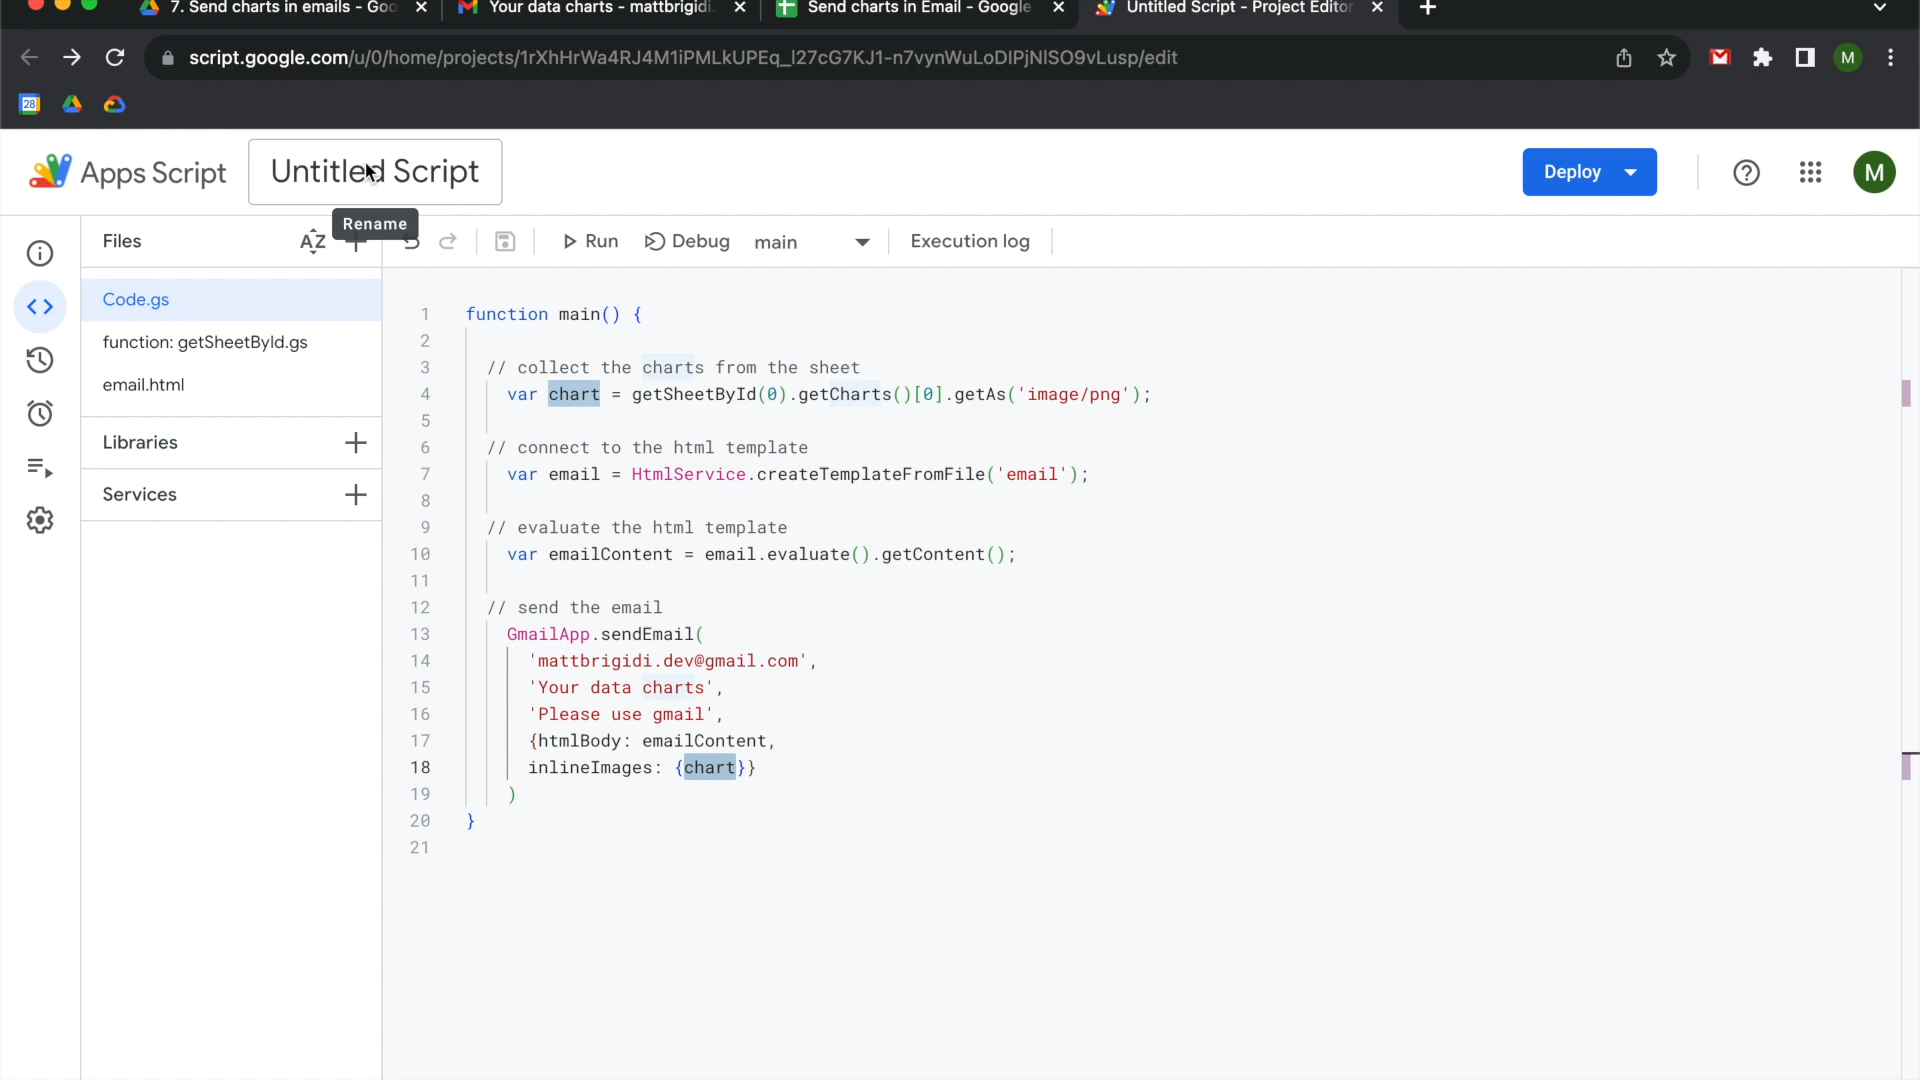 7. Send charts in emails - Goo
Your data charts - mattbrigidi.
Send charts in Email - Google
Untitled Script - Project Editor
script.google.com/u/0/home/projects/1rXhHrWa4RJ4M1iPMLkUPEq_l27cG7KJ1-n7vynWuLoDIPjNlSO9vLusp/edit
M
28
Apps Script
Untitled Script
Deploy
M
Rename
Files
AZ
Run
Debug
main
Execution log
Code.gs
function: getSheetById.gs
email.html
Libraries
Services
1 function main() {
2
3 // collect the charts from the sheet
4 var chart = getSheetById(0).getCharts()[0].getAs('image/png');
5
6 // connect to the html template
7 var email = HtmlService.createTemplateFromFile('email');
8
9 // evaluate the html template
10 var emailContent = email.evaluate().getContent();
11
12 // send the email
13 GmailApp.sendEmail(
14 'mattbrigidi.dev@gmail.com',
15 'Your data charts',
16 'Please use gmail',
17 {htmlBody: emailContent,
18 inlineImages: {chart}}
19 )
20 }
21